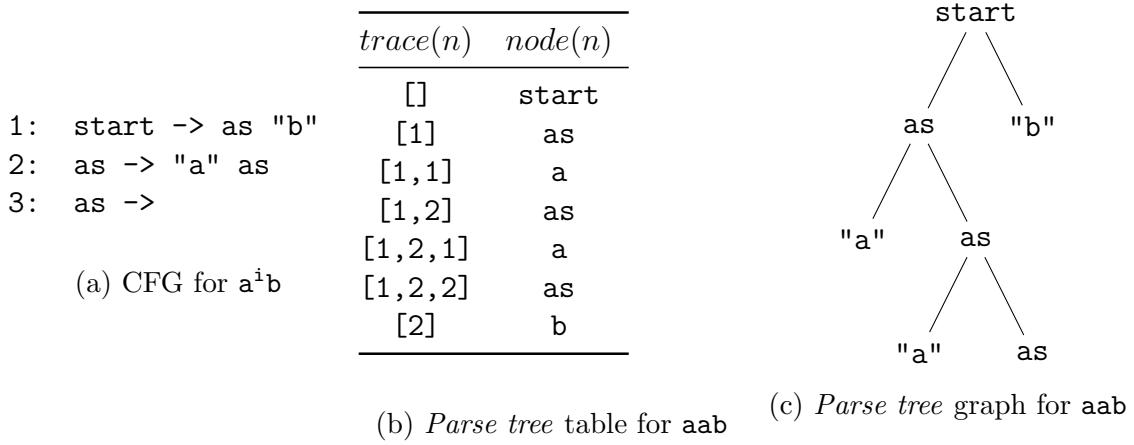 1: start -> as "b"
2: as -> "a" as
3: as ->
(a) CFG for aⁱb
trace(n) node(n)
[] start
[1] as
[1,1] a
[1,2] as
[1,2,1] a
[1,2,2] as
[2] b
(b) Parse tree table for aab
start
as "b"
"a" as
"a" as
(c) Parse tree graph for aab